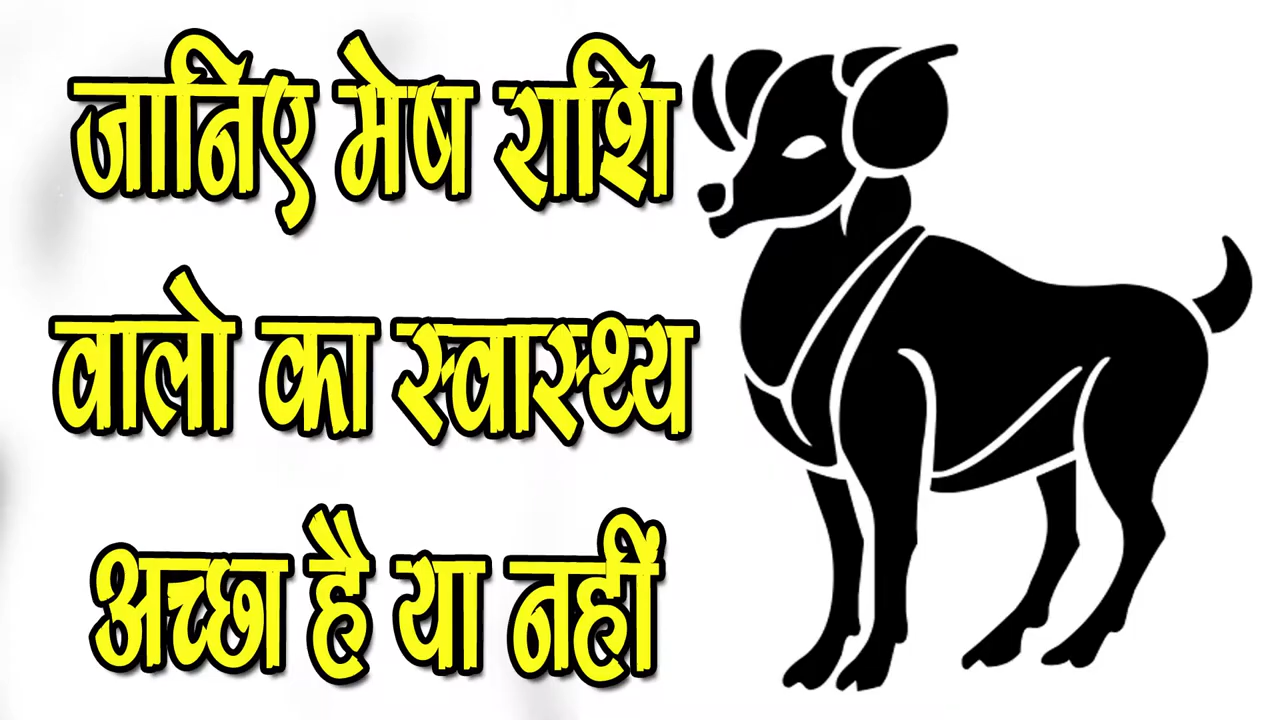 जानिए मेष राशि
वालो का स्वास्थ्य
अच्छा है या नहीं